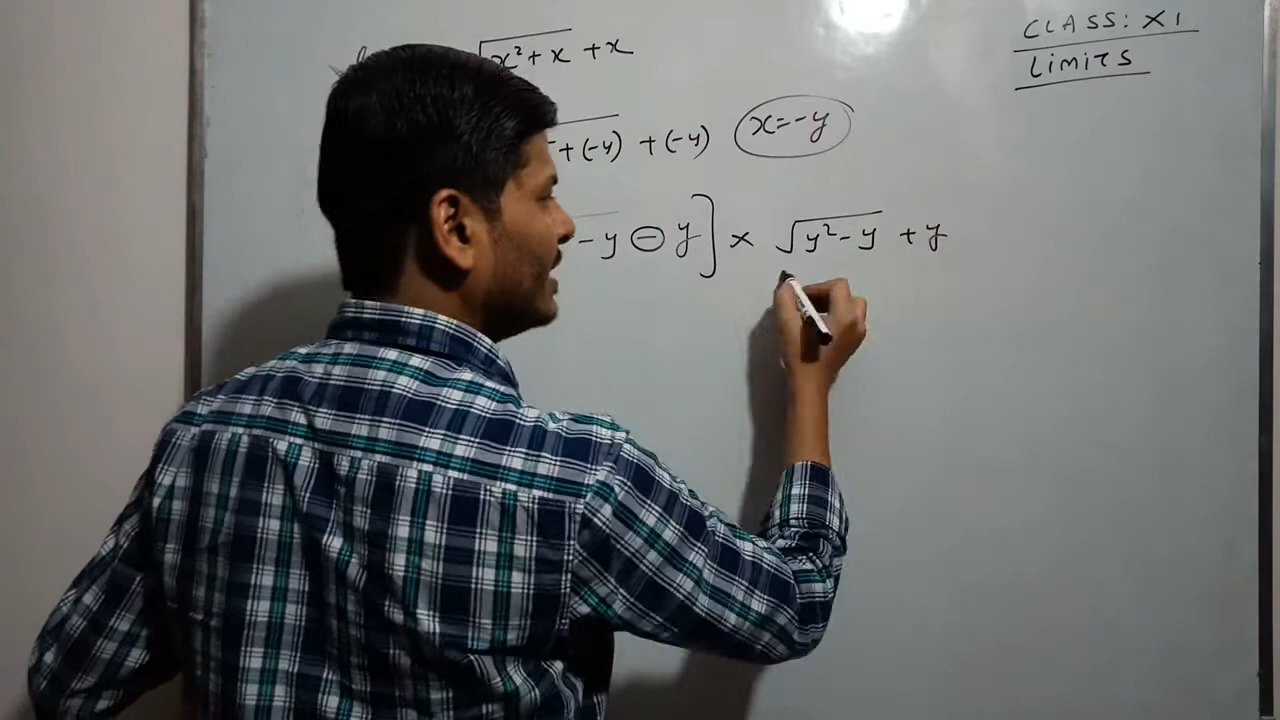 CLASS: XI
LIMITS
√x²+x + x
+(-y) + (-y) x=-y
-y - y] × √y²-y + y